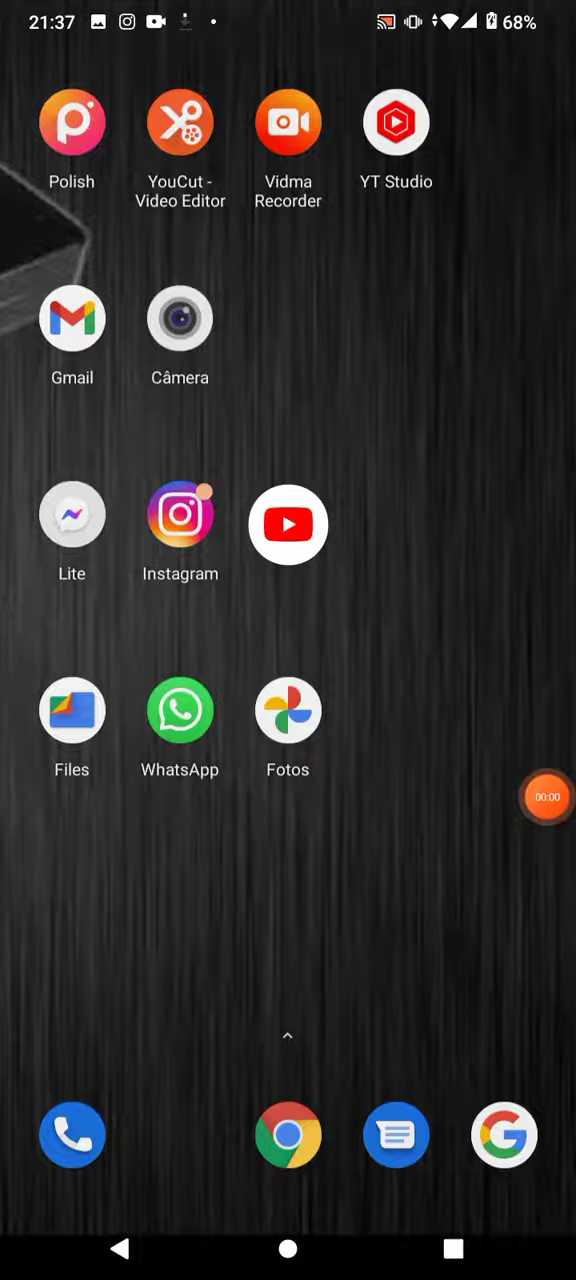 21:37
68%
Polish
YouCut -
Video Editor
Vidma
Recorder
YT Studio
Gmail
Câmera
Lite
Instagram
Files
WhatsApp
Fotos
00:00